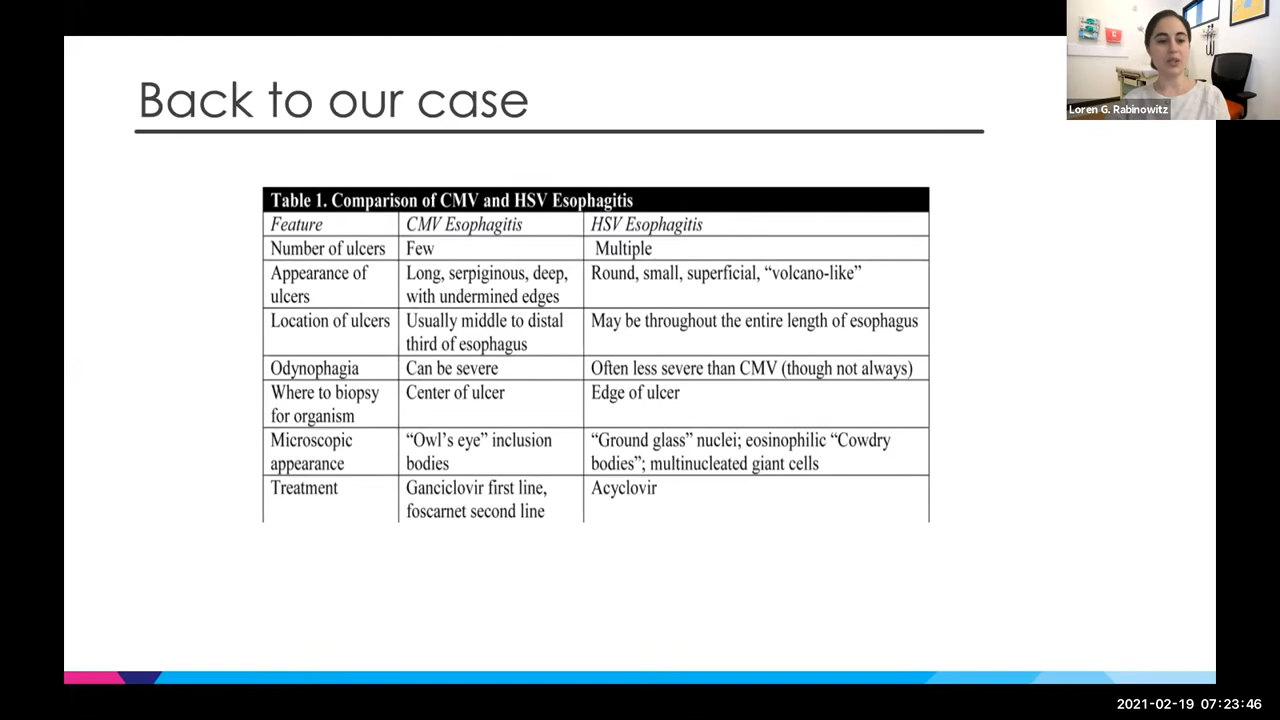 Back to our case
Loren G. Rabinowitz
Table 1. Comparison of CMV and HSV Esophagitis
Feature CMV Esophagitis HSV Esophagitis
Number of ulcers Few Multiple
Appearance of Long, serpiginous, deep, Round, small, superficial, “volcano-like”
ulcers with undermined edges
Location of ulcers Usually middle to distal May be throughout the entire length of esophagus
third of esophagus
Odynophagia Can be severe Often less severe than CMV (though not always)
Where to biopsy Center of ulcer Edge of ulcer
for organism
Microscopic “Owl’s eye” inclusion “Ground glass” nuclei; eosinophilic “Cowdry
appearance bodies bodies”; multinucleated giant cells
Treatment Ganciclovir first line, Acyclovir
foscarnet second line
2021-02-19 07:23:46